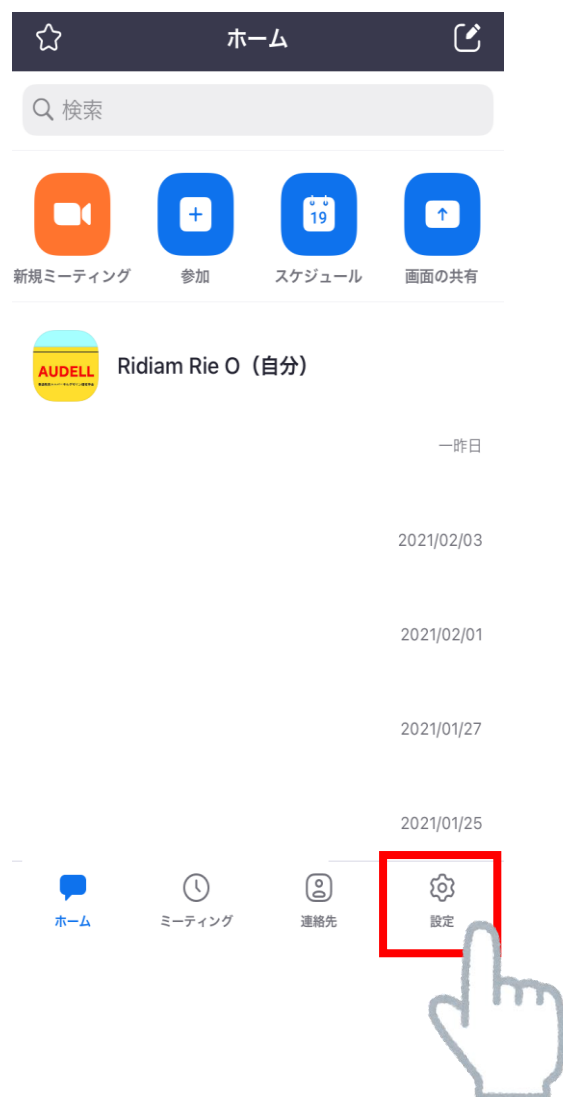 ホーム
検索
19
新規ミーティング
参加
スケジュール
画面の共有
AUDELL
Ridiam Rie O（自分）
一昨日
2021/02/03
2021/02/01
2021/01/27
2021/01/25
ホーム
ミーティング
連絡先
設定